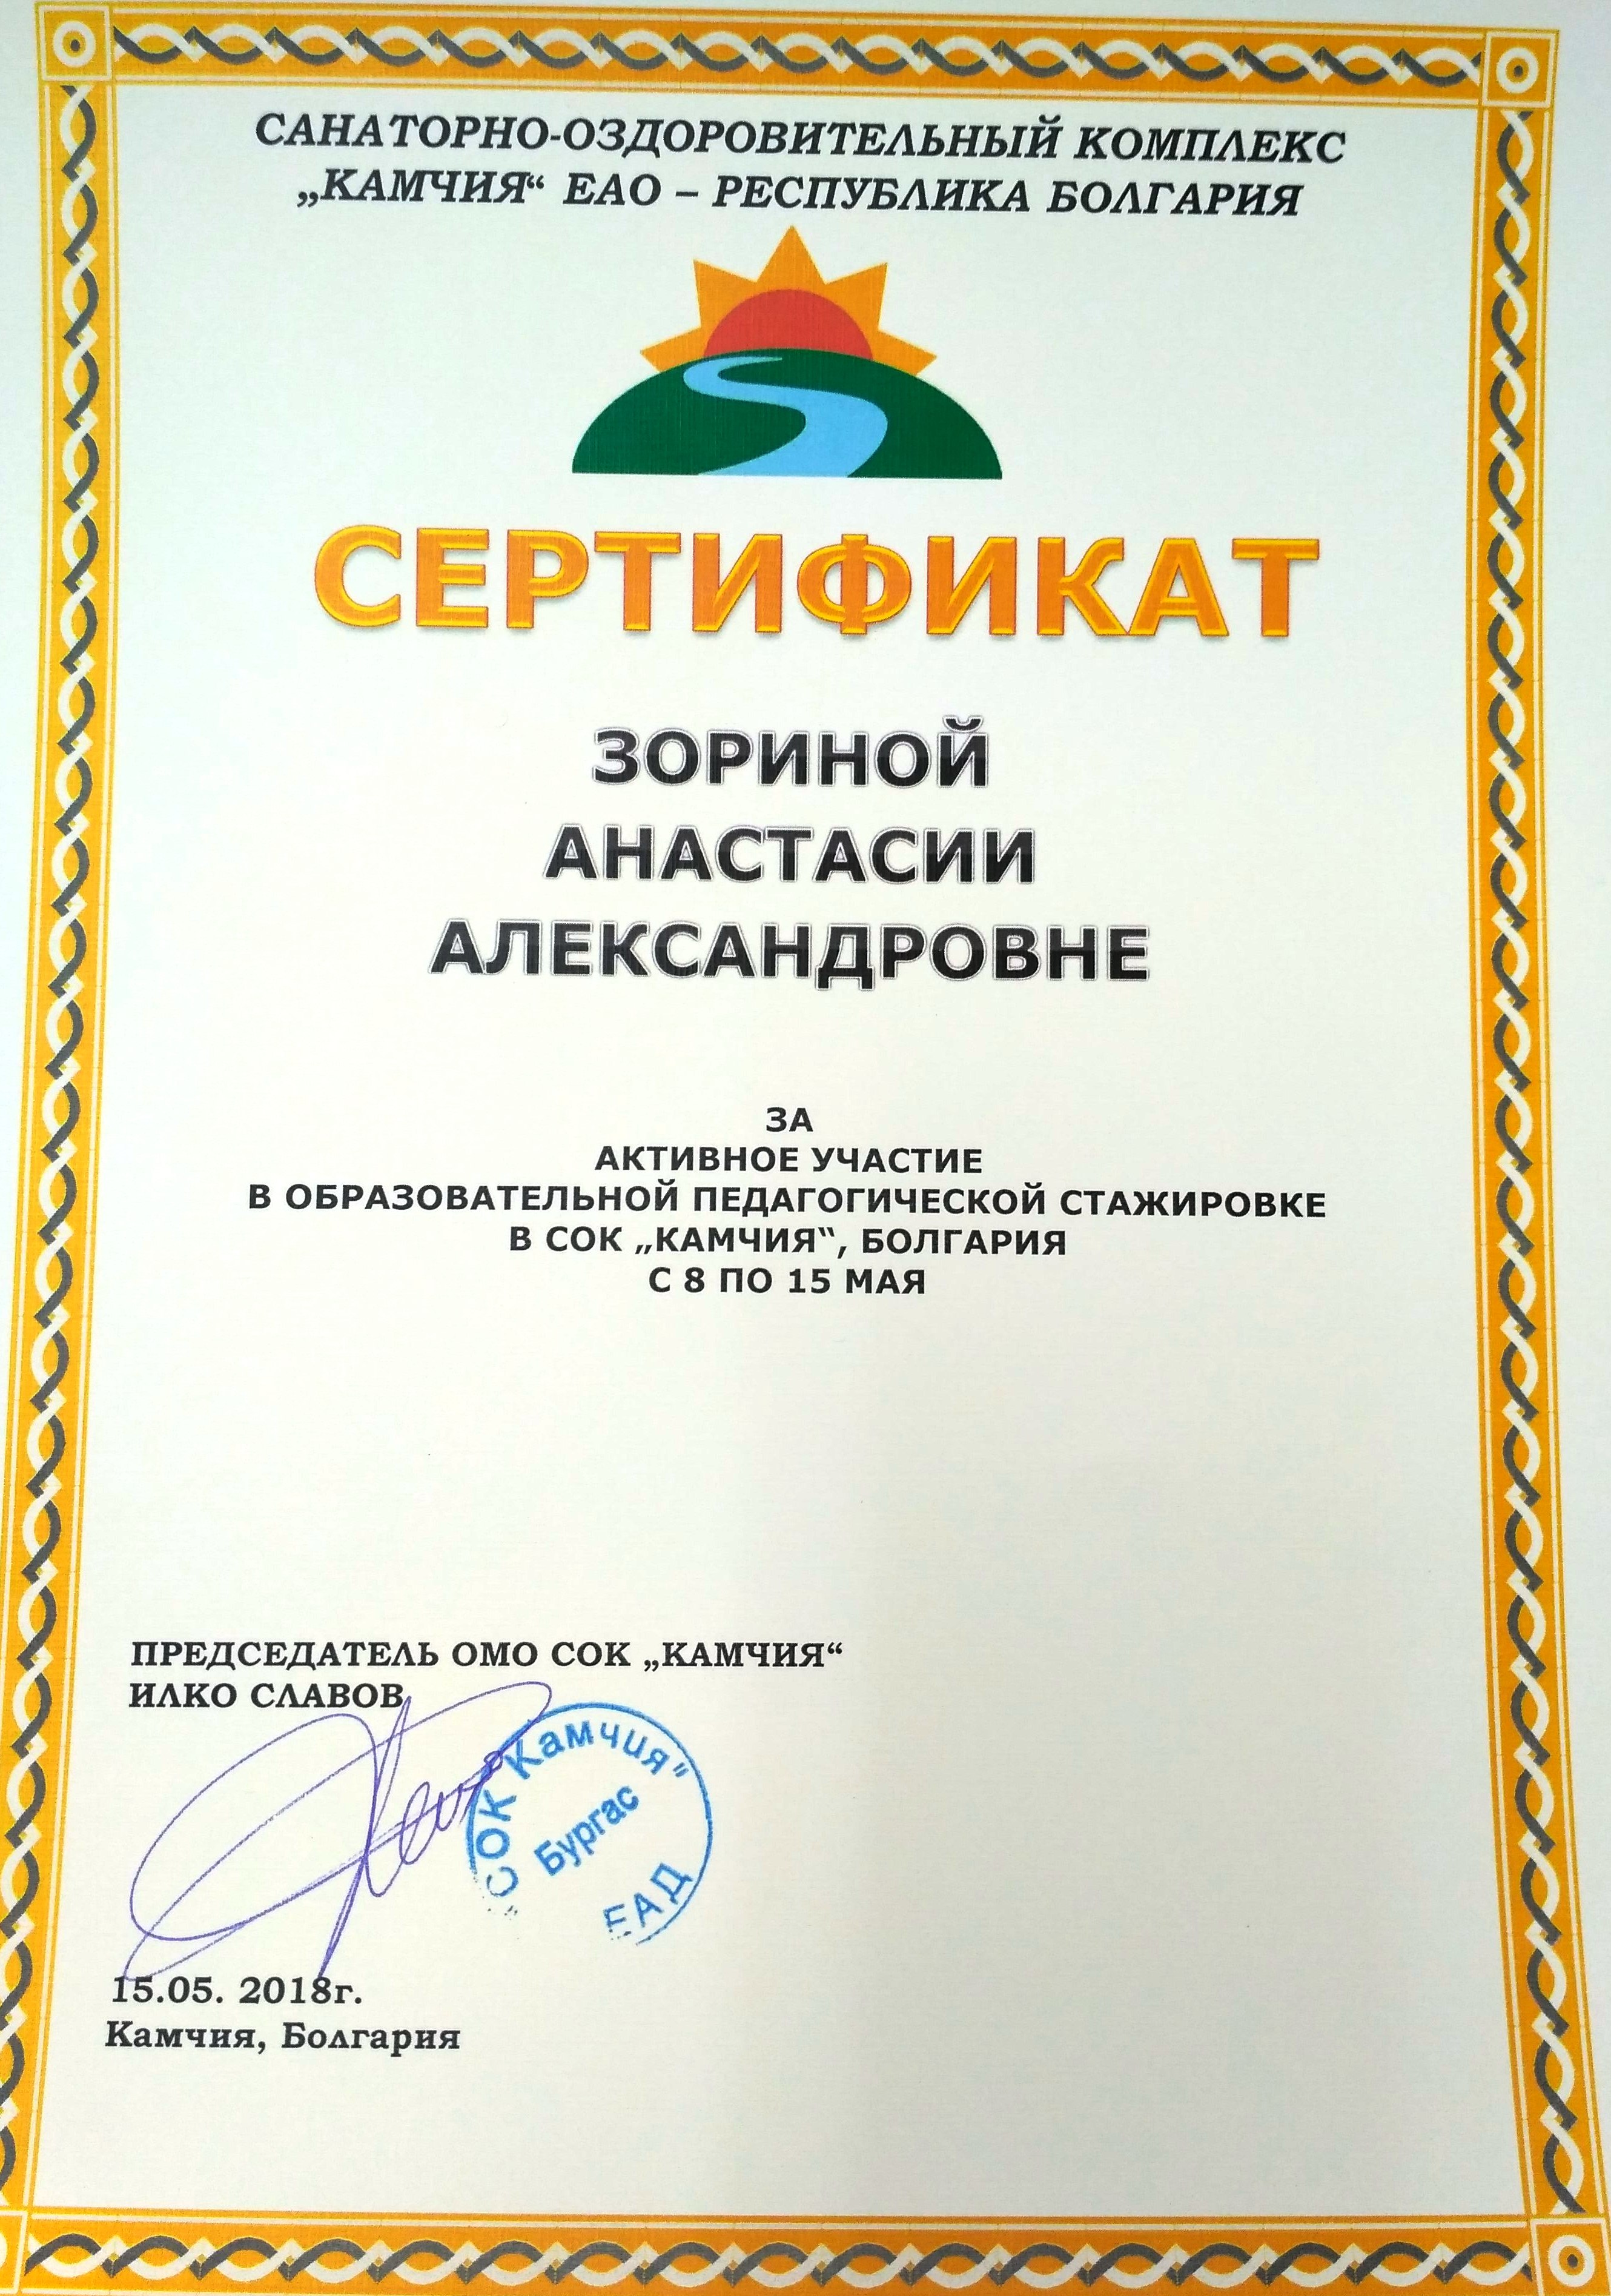 САНАТОРНО-ОЗДОРОВИТЕЛЬНЫЙ КОМПЛЕКС
„КАМЧИЯ“ ЕАО – РЕСПУБЛИКА БОЛГАРИЯ
СЕРТИФИКАТ
ЗОРИНОЙ
АНАСТАСИИ
АЛЕКСАНДРОВНЕ
ЗА
АКТИВНОЕ УЧАСТИЕ
В ОБРАЗОВАТЕЛЬНОЙ ПЕДАГОГИЧЕСКОЙ СТАЖИРОВКЕ
В СОК „КАМЧИЯ“, БОЛГАРИЯ
С 8 ПО 15 МАЯ
ПРЕДСЕДАТЕЛЬ ОМО СОК „КАМЧИЯ“
ИЛКО СЛАВОВ
"СОК Камчия"
Бургас
ЕАД
15.05. 2018г.
Камчия, Болгария